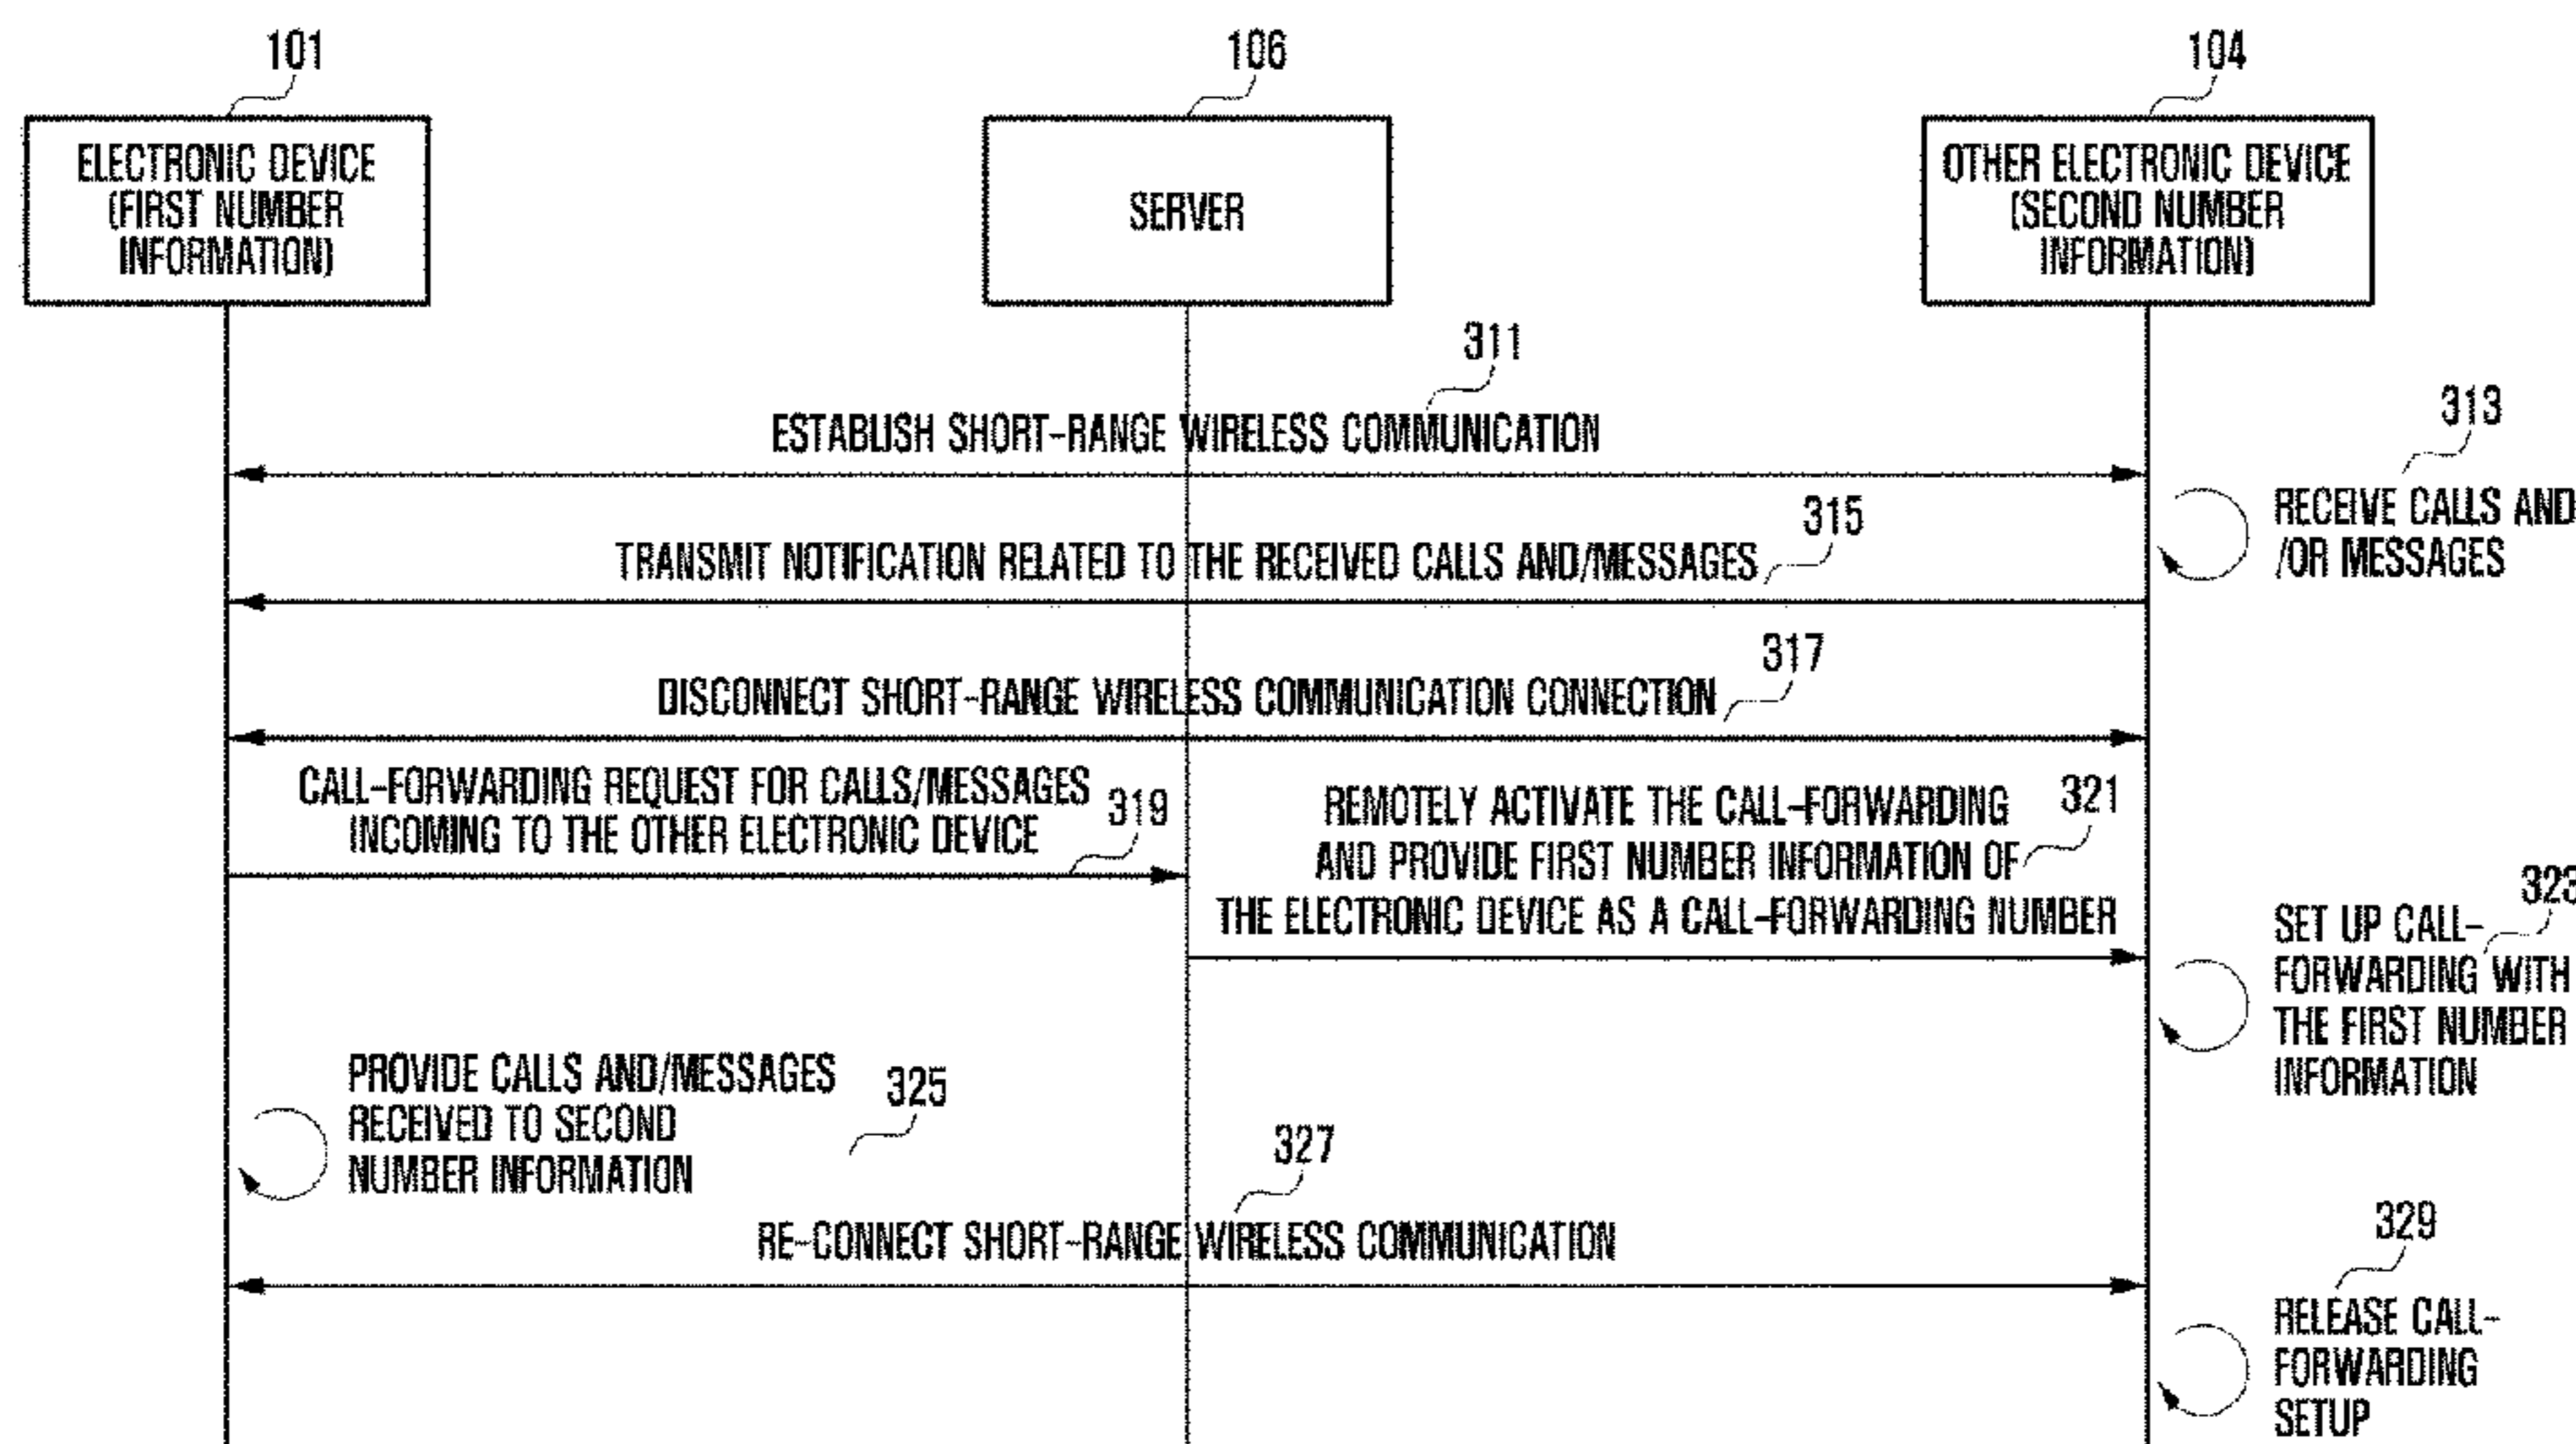 101
106
104
ELECTRONIC DEVICE
(FIRST NUMBER
INFORMATION)
SERVER
OTHER ELECTRONIC DEVICE
(SECOND NUMBER
INFORMATION)
311
ESTABLISH SHORT-RANGE WIRELESS COMMUNICATION
313
RECEIVE CALLS AND
/OR MESSAGES
315
TRANSMIT NOTIFICATION RELATED TO THE RECEIVED CALLS AND/MESSAGES
317
DISCONNECT SHORT-RANGE WIRELESS COMMUNICATION CONNECTION
CALL-FORWARDING REQUEST FOR CALLS/MESSAGES
INCOMING TO THE OTHER ELECTRONIC DEVICE
319
REMOTELY ACTIVATE THE CALL-FORWARDING
AND PROVIDE FIRST NUMBER INFORMATION OF
THE ELECTRONIC DEVICE AS A CALL-FORWARDING NUMBER
321
323
SET UP CALL-
FORWARDING WITH
THE FIRST NUMBER
INFORMATION
PROVIDE CALLS AND/MESSAGES
RECEIVED TO SECOND
NUMBER INFORMATION
325
327
RE-CONNECT SHORT-RANGE WIRELESS COMMUNICATION
329
RELEASE CALL-
FORWARDING
SETUP